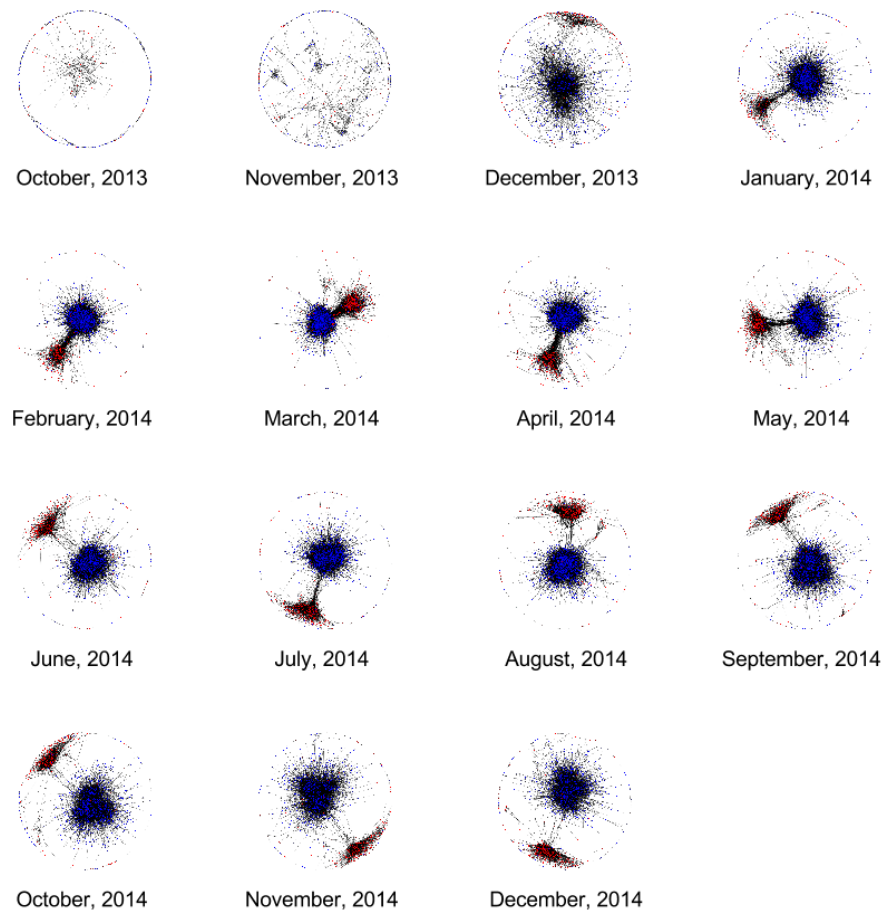 October, 2013
November, 2013
December, 2013
January, 2014
February, 2014
March, 2014
April, 2014
May, 2014
June, 2014
July, 2014
August, 2014
September, 2014
October, 2014
November, 2014
December, 2014